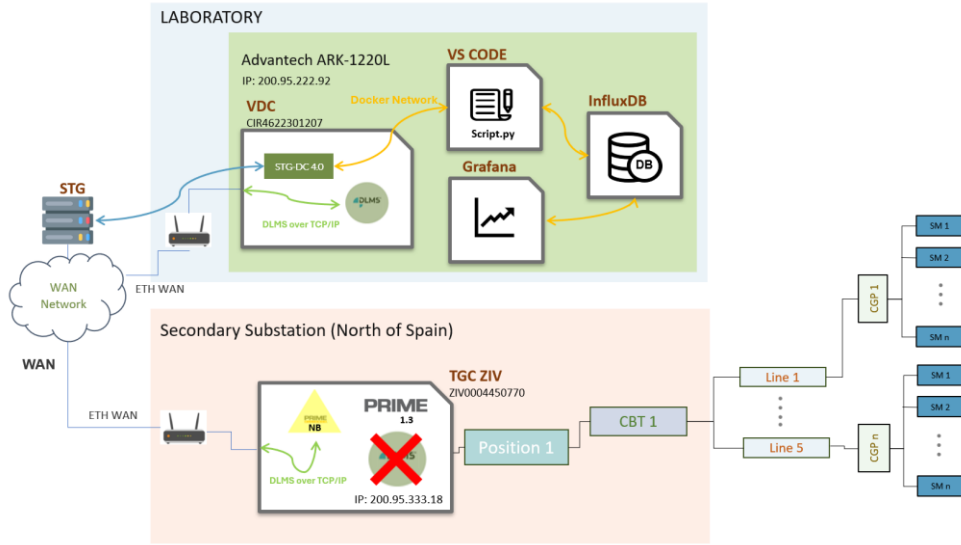 LABORATORY
Advantech ARK-1220L
IP: 200.95.222.92
VDC
CIR4622301207
Docker Network
VS CODE
Script.py
InfluxDB
DB
STG-DC 4.0
DLMS
DLMS over TCP/IP
Grafana
STG
WAN
Network
ETH WAN
WAN
ETH WAN
Secondary Substation (North of Spain)
TGC ZIV
ZIV0004450770
PRIME
NB
PRIME
1.3
DLMS
DLMS over TCP/IP
IP: 200.95.333.18
Position 1
CBT 1
Line 1
Line 5
CGP 1
CGP n
SM 1
SM 2
SM n
SM 1
SM 2
SM n